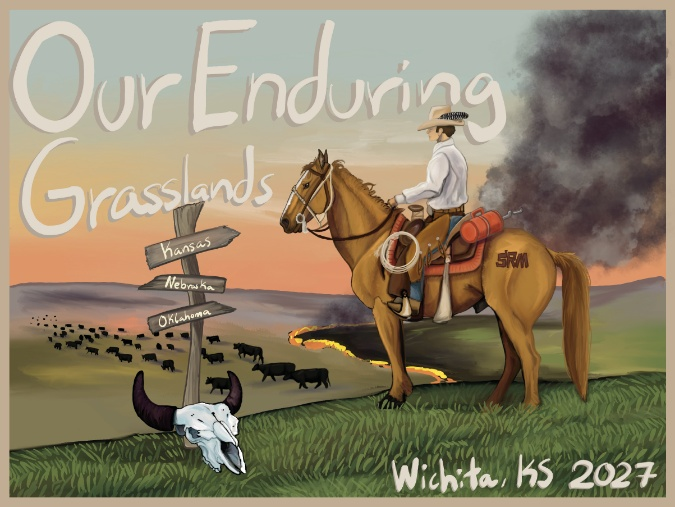 Our Enduring
Grasslands
Kansas
Nebraska
Oklahoma
SRM
Wichita, KS 2027